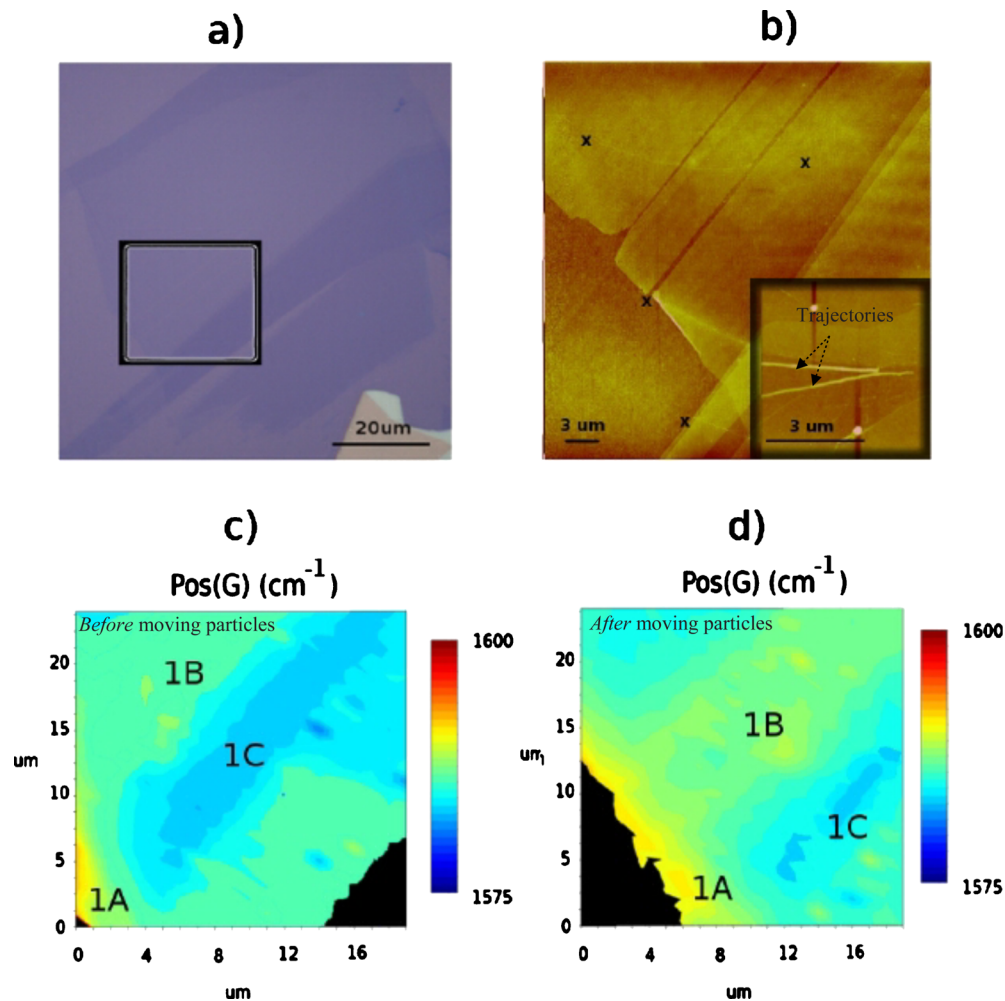 a)
b)
x
x
x
x
20um
3 um
Trajectories
3 um
c)
d)
Pos(G) (cm-1)
Pos(G) (cm-1)
Before moving particles
1B
1C
1A
20
15
10
5
0
um
0 4 8 12 16
um
1600
1575
After moving particles
1B
1C
1A
20
15
10
5
0
um
0 4 8 12 16
um
1600
1575